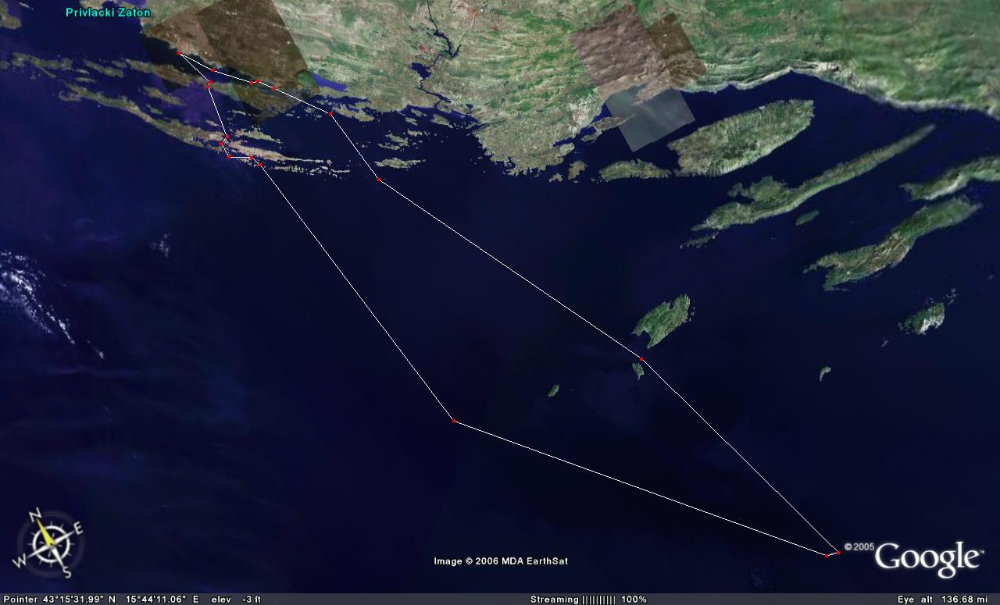 Privlacki Zaton
N
E
W
S
©2005 Google™
Image © 2006 MDA EarthSat
Pointer 43°15'31.99" N 15°44'11.06" E elev -3 ft Streaming |||||||||| 100% Eye alt 136.68 mi